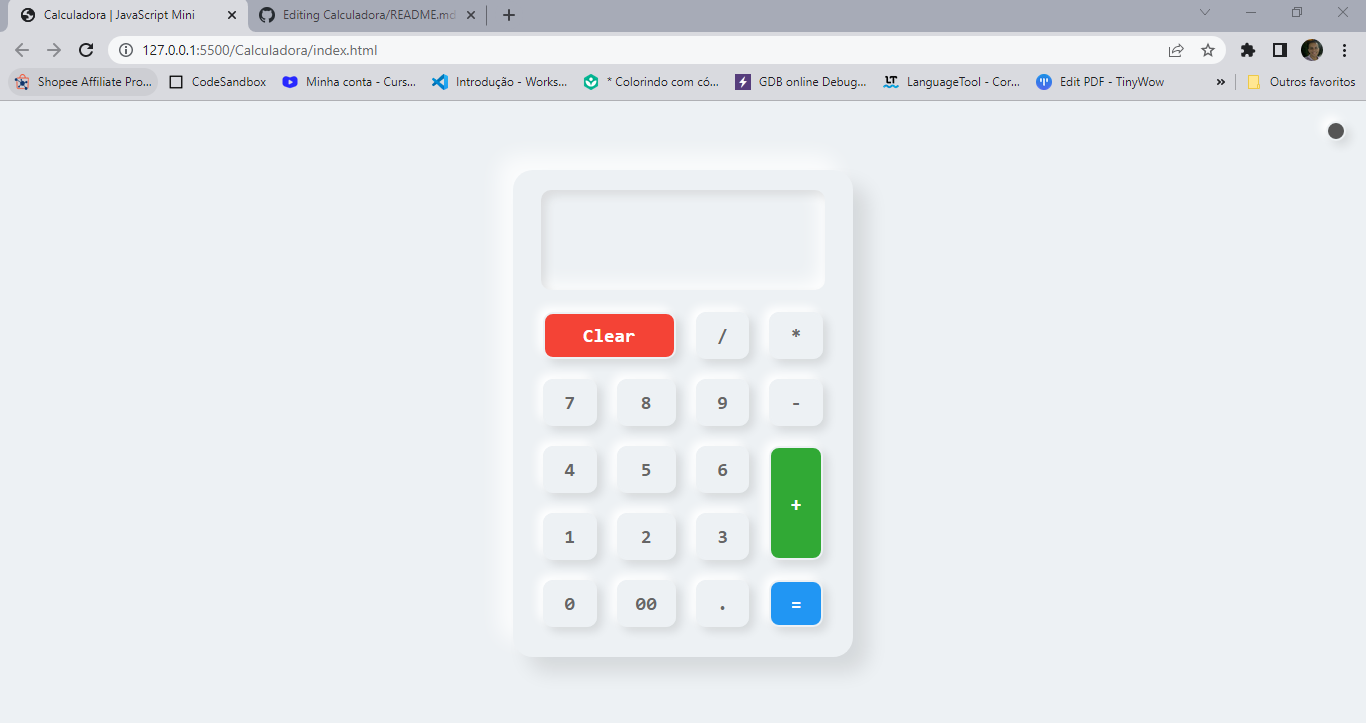 Calculadora | JavaScript Mini
Editing Calculadora/README.md
127.0.0.1:5500/Calculadora/index.html
Shopee Affiliate Pro... CodeSandbox Minha conta - Curs... Introdução - Works... * Colorindo com có... GDB online Debug... LT LanguageTool - Cor... Edit PDF - TinyWow » Outros favoritos
Clear / *
7 8 9 -
4 5 6
+
1 2 3
0 00 . =